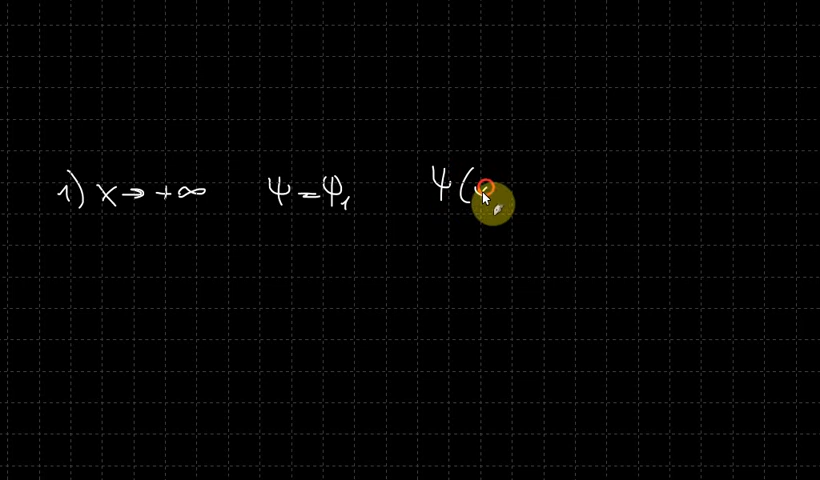 1) x → +∞ ψ = ψ₁ ψ (